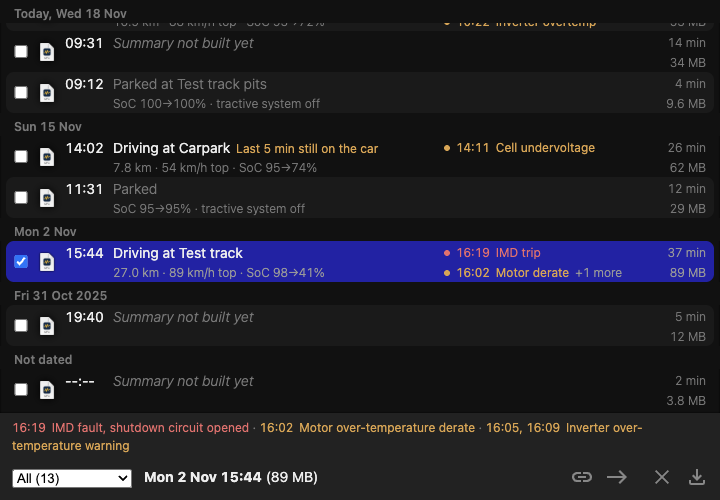 Today, Wed 18 Nov
16:22 Inverter overtemp
09:31 Summary not built yet 14 min
34 MB
09:12 Parked at Test track pits 4 min
SoC 100→100% · tractive system off 9.6 MB
Sun 15 Nov
14:02 Driving at Carpark Last 5 min still on the car 14:11 Cell undervoltage 26 min
7.8 km · 54 km/h top · SoC 95→74% 62 MB
11:31 Parked 12 min
SoC 95→95% · tractive system off 29 MB
Mon 2 Nov
15:44 Driving at Test track 16:19 IMD trip 37 min
27.0 km · 89 km/h top · SoC 98→41% 16:02 Motor derate +1 more 89 MB
Fri 31 Oct 2025
19:40 Summary not built yet 5 min
12 MB
Not dated
--:-- Summary not built yet 2 min
3.8 MB
16:19 IMD fault, shutdown circuit opened · 16:02 Motor over-temperature derate · 16:05, 16:09 Inverter over-
temperature warning
All (13) Mon 2 Nov 15:44 (89 MB)